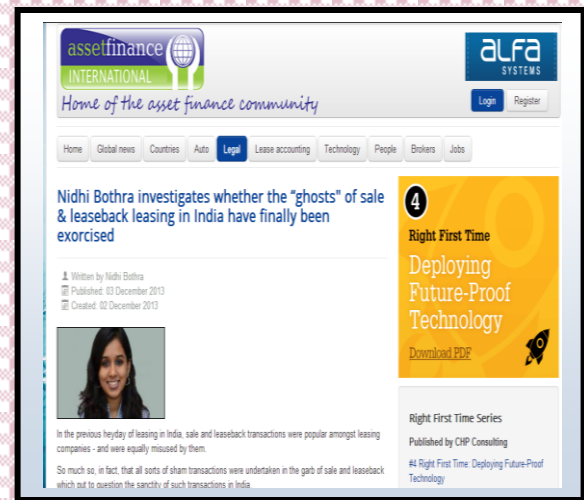 assetfinance
INTERNATIONAL
Home of the asset finance community
aLFa
SYSTEMS
Login Register
Home Global news Countries Auto Legal Lease accounting Technology People Brokers Jobs
Nidhi Bothra investigates whether the "ghosts" of sale
& leaseback leasing in India have finally been
exorcised
Written by Nidhi Bothra
Published: 03 December 2013
Created: 02 December 2013
In the previous heyday of leasing in India, sale and leaseback transactions were popular amongst leasing
companies - and were equally misused by them.
So much so, in fact, that all sorts of sham transactions were undertaken in the garb of sale and leaseback
which put to question the sanctity of such transactions in India
4
Right First Time
Deploying
Future-Proof
Technology
Download PDF
Right First Time Series
Published by CHP Consulting
#4 Right First Time: Deploying Future-Proof
Technology